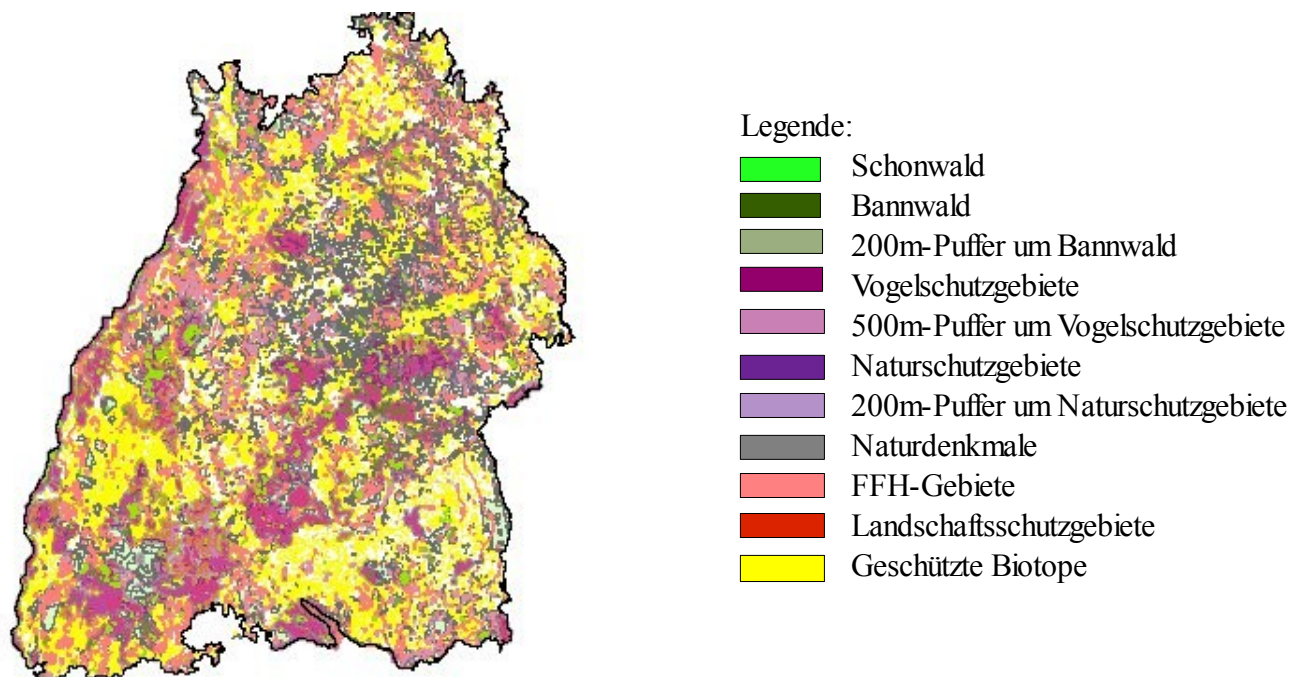 Legende:
Schonwald
Bannwald
200m-Puffer um Bannwald
Vogelschutzgebiete
500m-Puffer um Vogelschutzgebiete
Naturschutzgebiete
200m-Puffer um Naturschutzgebiete
Naturdenkmale
FFH-Gebiete
Landschaftsschutzgebiete
Geschützte Biotope